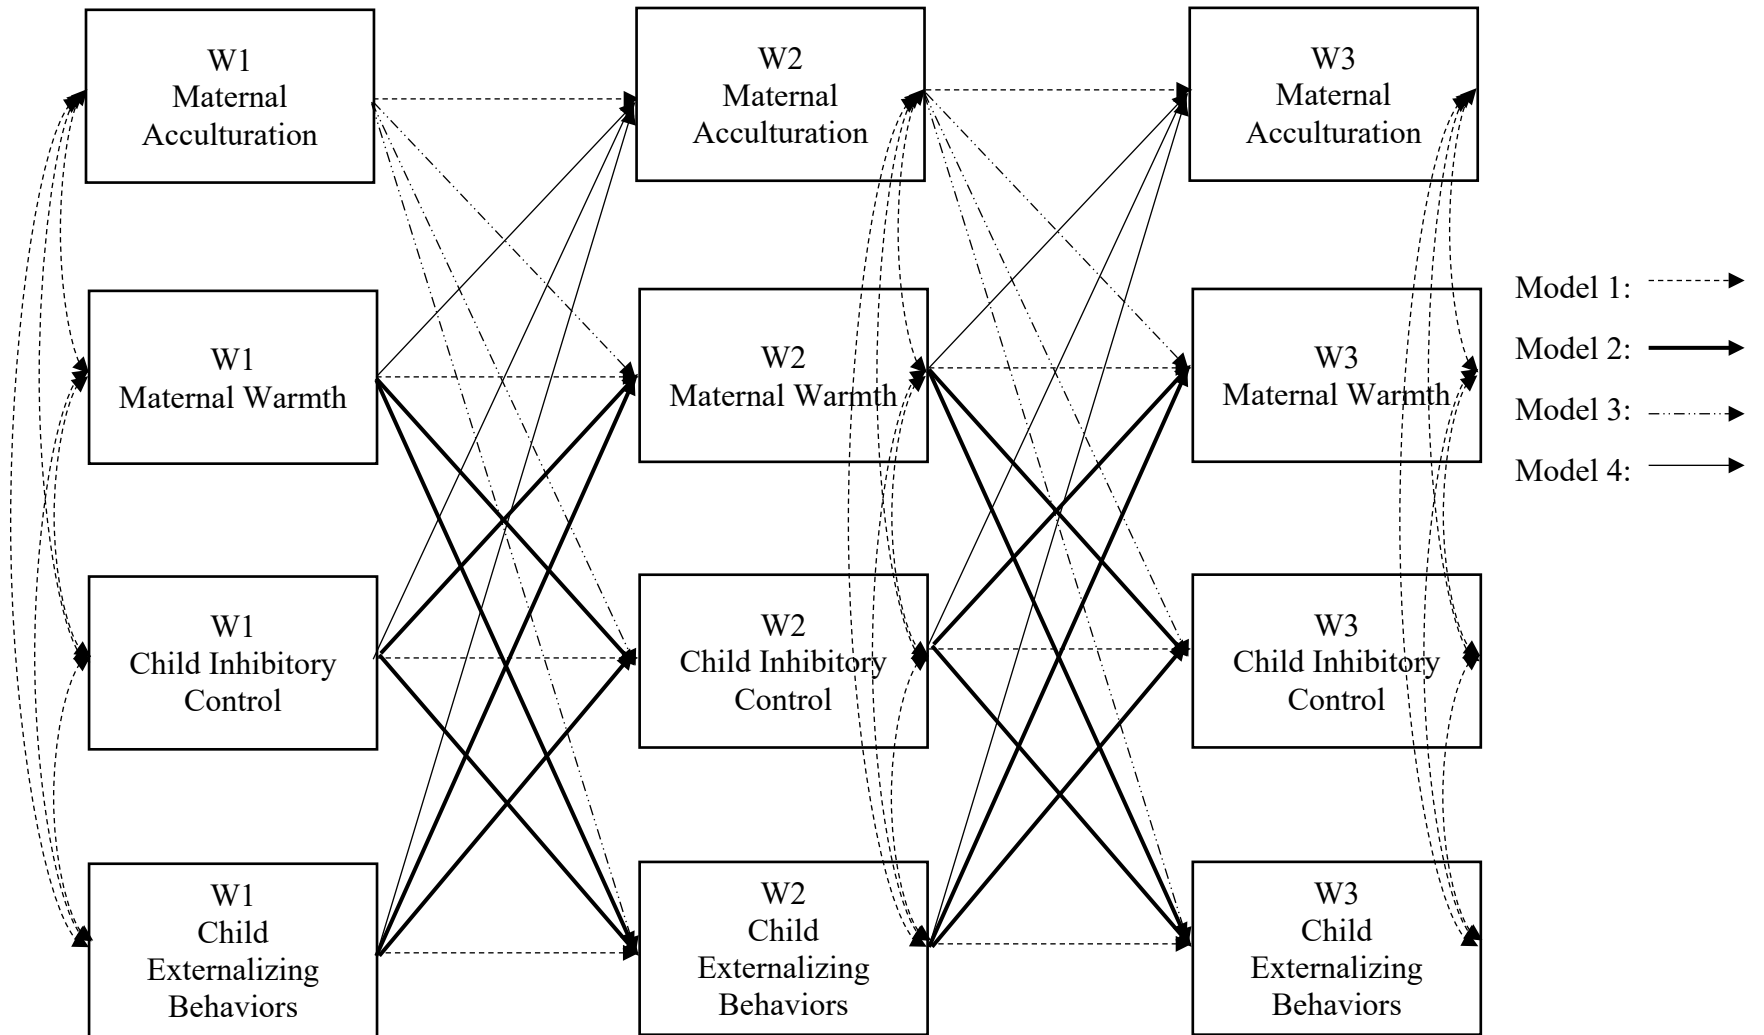 W1
Maternal
Acculturation
W2
Maternal
Acculturation
W3
Maternal
Acculturation
W1
Maternal Warmth
W2
Maternal Warmth
W3
Maternal Warmth
W1
Child Inhibitory
Control
W2
Child Inhibitory
Control
W3
Child Inhibitory
Control
W1
Child
Externalizing
Behaviors
W2
Child
Externalizing
Behaviors
W3
Child
Externalizing
Behaviors
Model 1:
Model 2:
Model 3:
Model 4: